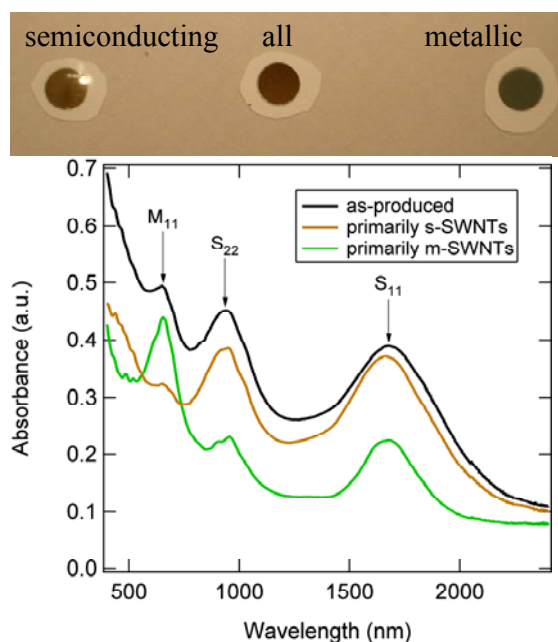 semiconducting all metallic
0.7
0.6
0.5
0.4
0.3
0.2
0.1
0.0
Absorbance (a.u.)
M11
S22
S11
as-produced
primarily s-SWNTs
primarily m-SWNTs
500 1000 1500 2000
Wavelength (nm)